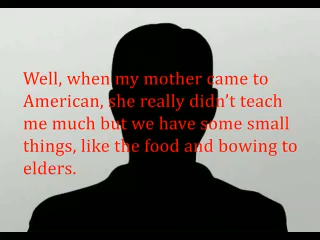 Well, when my mother came to
American, she really didn’t teach
me much but we have some small
things, like the food and bowing to
elders.